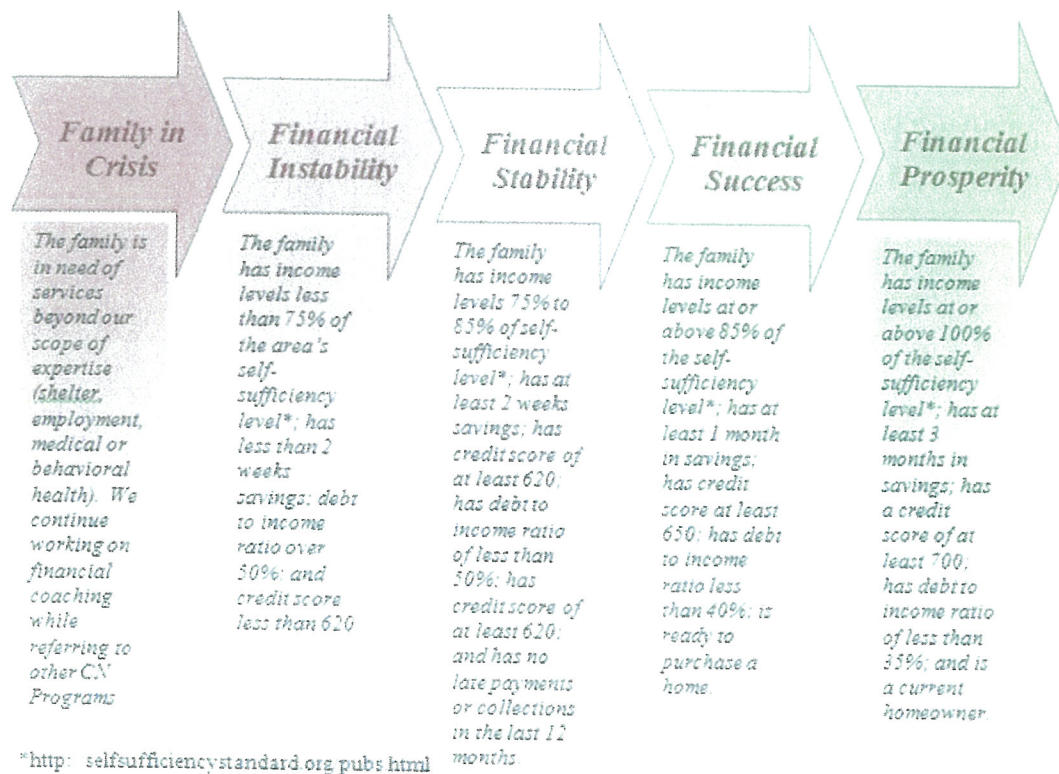 Family in
Crisis
The family is
in need of
services
beyond our
scope of
expertise
(shelter,
employment,
medical or
behavioral
health). We
continue
working on
financial
coaching
while
referring to
other CN
Programs
Financial
Instability
The family
has income
levels less
than 75% of
the area's
self-
sufficiency
level*; has
less than 2
weeks
savings; debt
to income
ratio over
50%; and
credit score
less than 620
Financial
Stability
The family
has income
levels 75% to
85% of self-
sufficiency
level*; has at
least 2 weeks
savings; has
credit score of
at least 620;
has debt to
income ratio
of less than
50%; has
credit score of
at least 620;
and has no
late payments
or collections
in the last 12
months.
Financial
Success
The family
has income
levels at or
above 85% of
the self-
sufficiency
level*; has at
least 1 month
in savings;
has credit
score at least
650; has debt
to income
ratio less
than 40%; is
ready to
purchase a
home.
Financial
Prosperity
The family
has income
levels at or
above 100%
of the self-
sufficiency
level*; has at
least 3
months in
savings; has
a credit
score of at
least 700;
has debt to
income ratio
of less than
35%; and is
a current
homeowner.
*http: selfsufficiencystandard.org pubs html